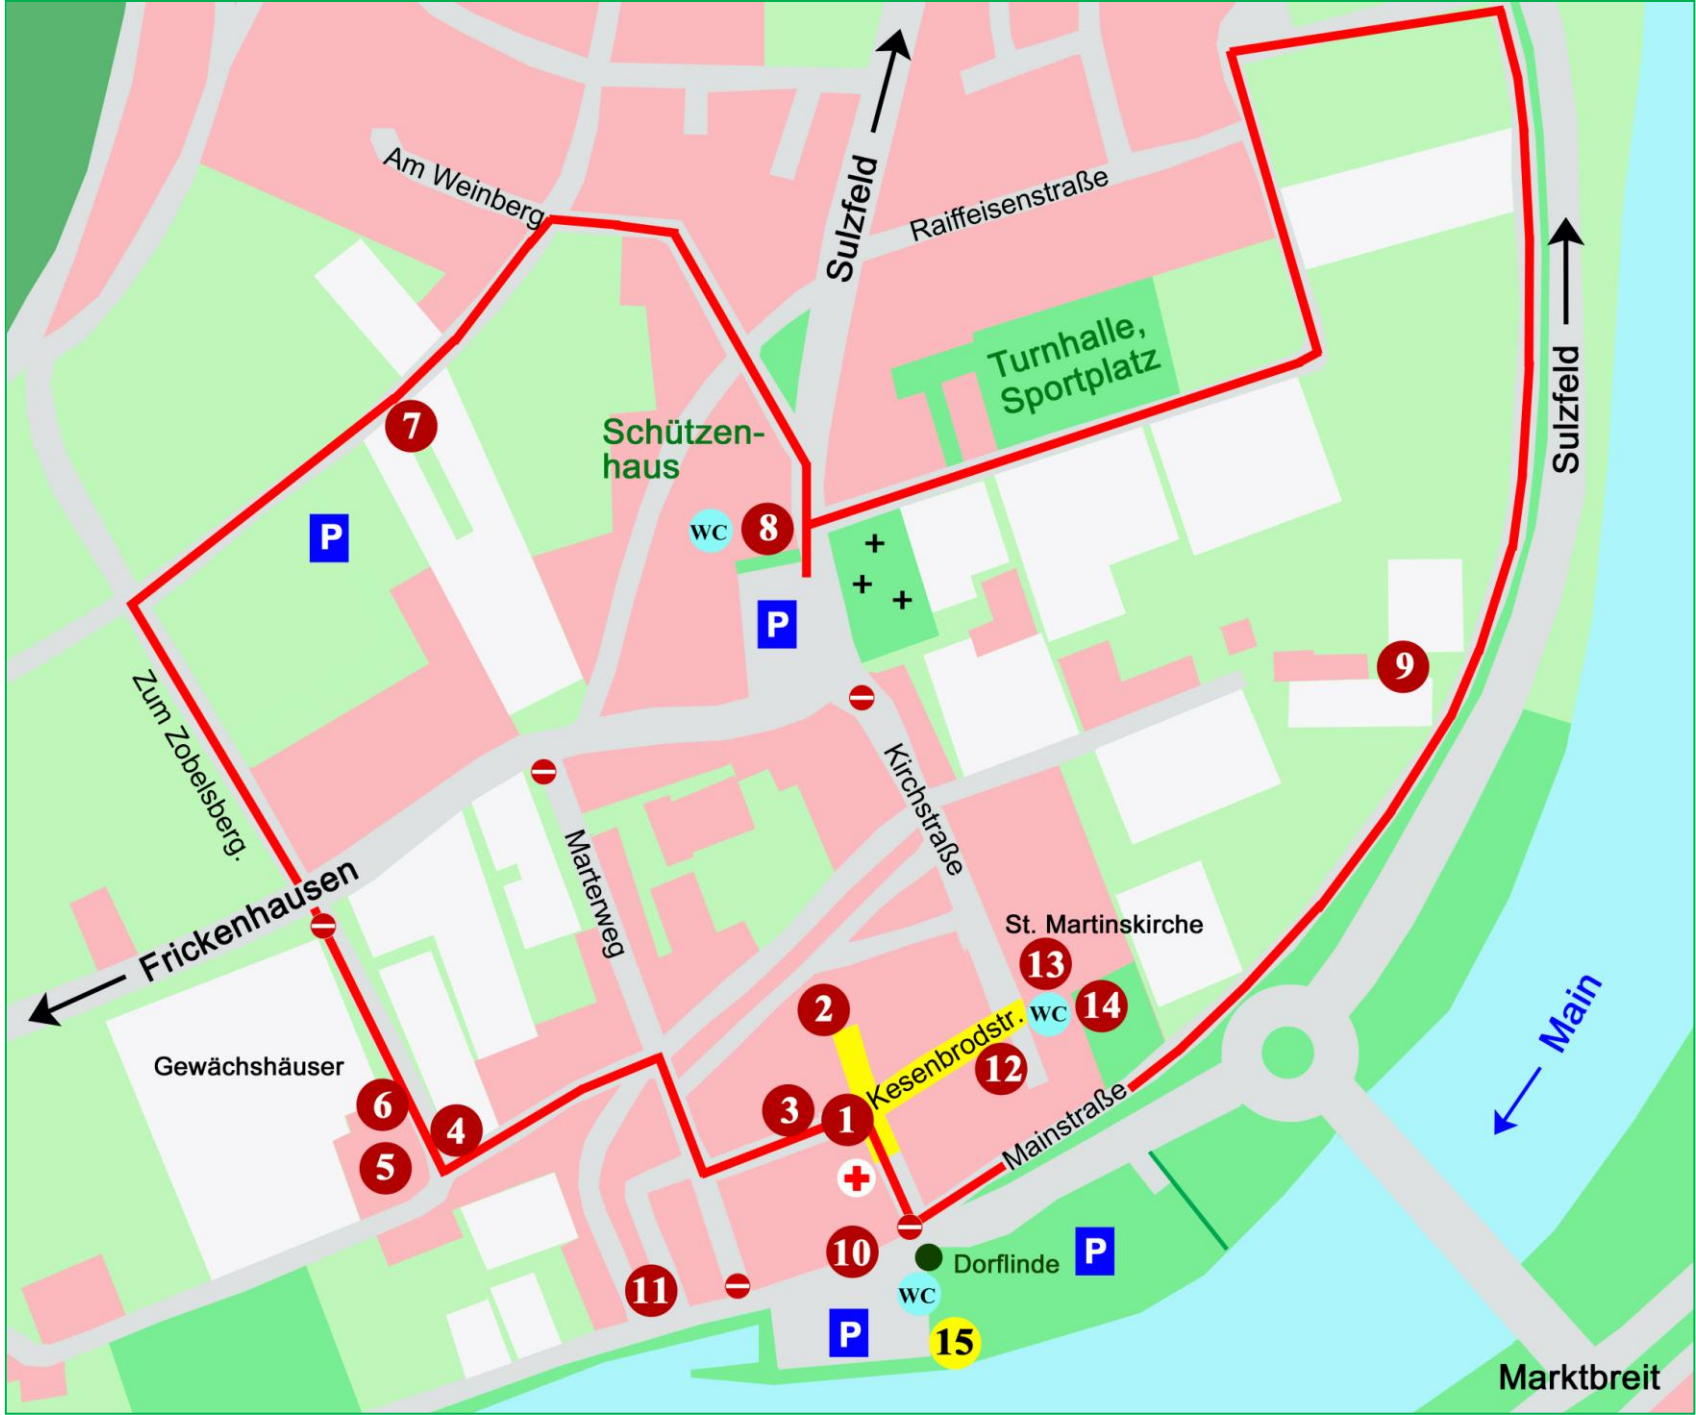 Am Weinberg
Sulzfeld
Raiffeisenstraße
Sulzfeld
Turnhalle,
Sportplatz
7
Schützen-
haus
P
WC
8
P
9
Zum Zobelsberg.
Kirchstraße
Marterweg
Frickenhausen
St. Martinskirche
13
WC
14
2
Kesenbrodstr.
12
Main
Gewächshäuser
6
4
5
3
1
Mainstraße
10
11
Dorflinde
P
WC
P
15
Marktbreit